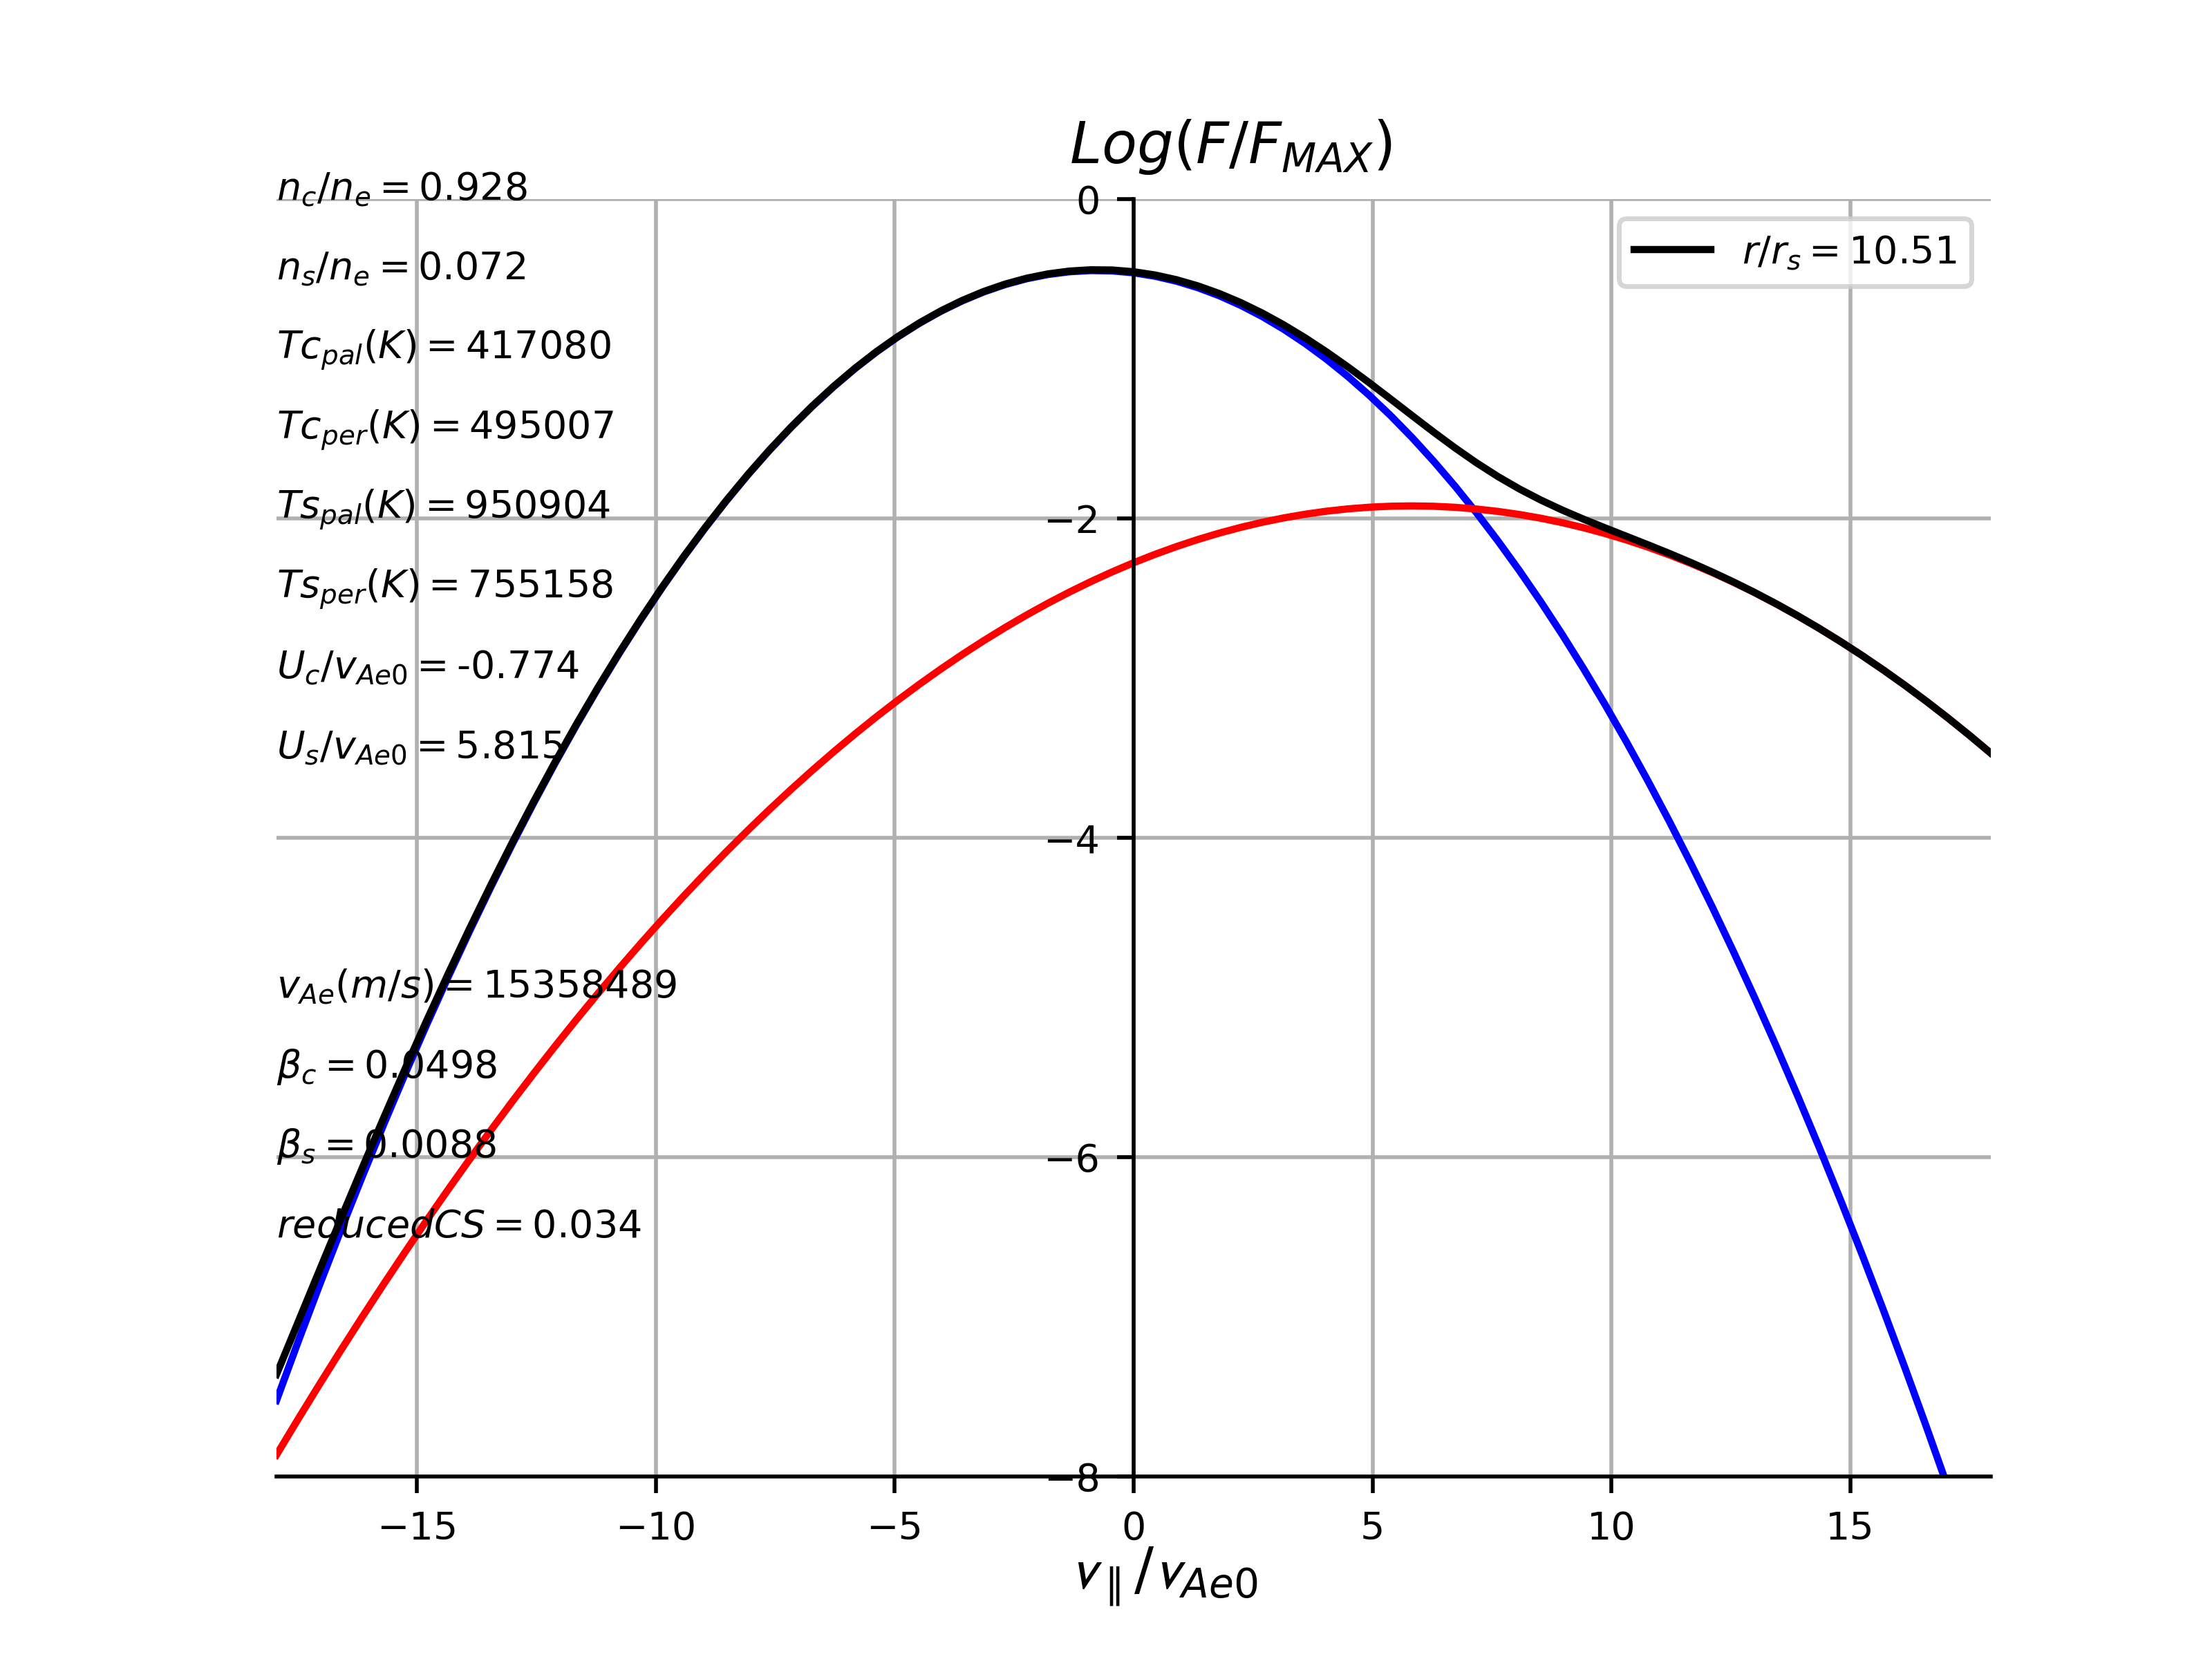 Log(F/F_MAX)
n_c/n_e = 0.928
n_s/n_e = 0.072
Tc_pal(K) = 417080
Tc_per(K) = 495007
Ts_pal(K) = 950904
Ts_per(K) = 755158
U_c/v_Ae0 = -0.774
U_s/v_Ae0 = 5.815
v_Ae(m/s) = 15358489
β_c = 0.0498
β_s = 0.0088
reducedCS = 0.034
r/r_s = 10.51
0
−2
−4
−6
−8
−15 −10 −5 0 5 10 15
v_∥/v_Ae0